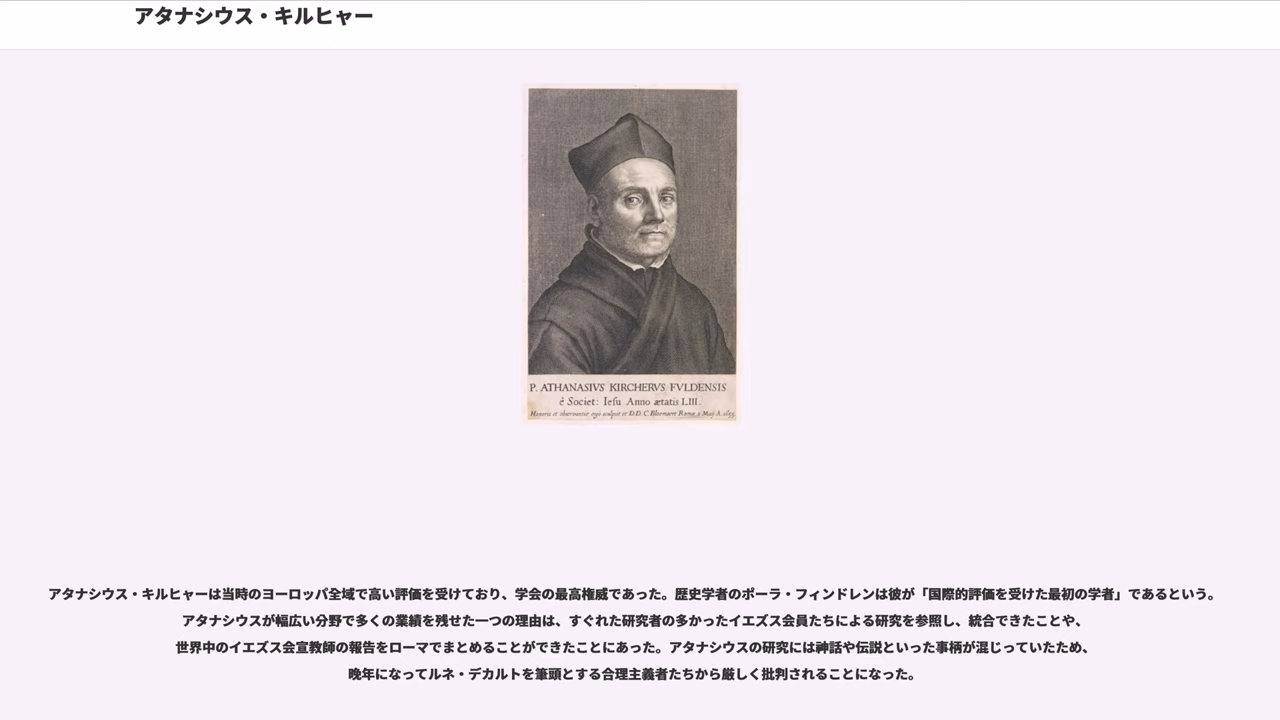 アタナシウス・キルヒャー
P. ATHANASIVS KIRCHERVS FVLDENSIS
è Societ: Iesu Anno ætatis LIII.
Honoris et sculpsit et D.D. C. Bloemaert Romæ 2 Maij A.
アタナシウス・キルヒャーは当時のヨーロッパ全域で高い評価を受けており、学会の最高権威であった。歴史学者のポーラ・フィンドレンは彼が「国際的評価を受けた最初の学者」であるという。
アタナシウスが幅広い分野で多くの業績を残せた一つの理由は、すぐれた研究者の多かったイエズス会員たちによる研究を参照し、統合できたことや、
世界中のイエズス会宣教師の報告をローマでまとめることができたことにあった。アタナシウスの研究には神話や伝説といった事柄が混じっていたため、
晩年になってルネ・デカルトを筆頭とする合理主義者たちから厳しく批判されることになった。